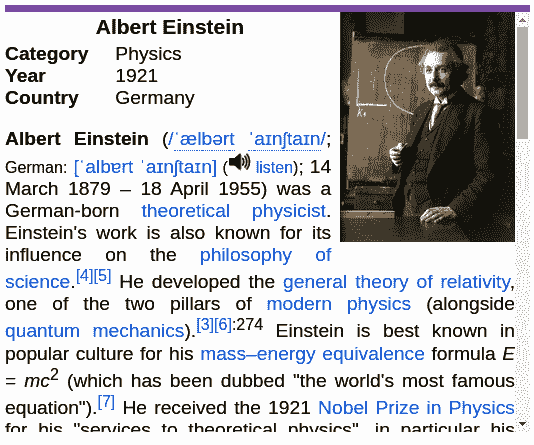 Albert Einstein
Category Physics
Year 1921
Country Germany
Albert Einstein (/ˈælbərt ˈaɪnʃtaɪn/;
German: [ˈalbɐrt ˈaɪnʃtaɪn] ( listen); 14
March 1879 – 18 April 1955) was a
German-born theoretical physicist.
Einstein's work is also known for its
influence on the philosophy of
science.[4][5] He developed the general theory of relativity,
one of the two pillars of modern physics (alongside
quantum mechanics).[3][6]:274 Einstein is best known in
popular culture for his mass–energy equivalence formula E
= mc2 (which has been dubbed "the world's most famous
equation").[7] He received the 1921 Nobel Prize in Physics
for his "services to theoretical physics", in particular his